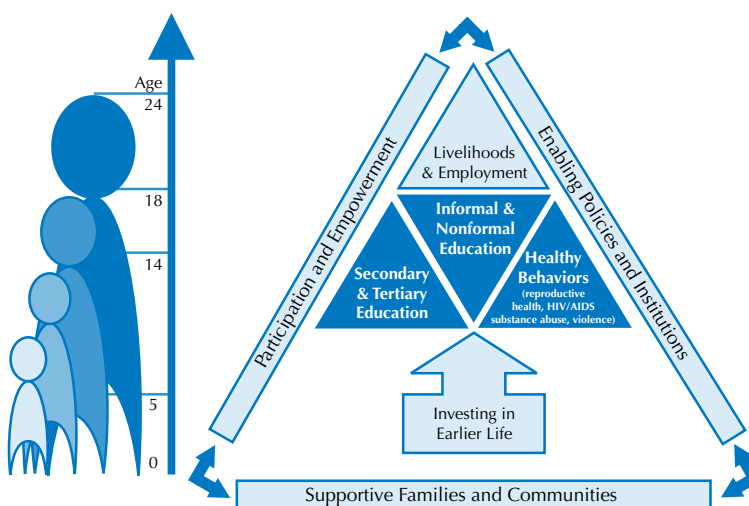 Age
24
18
14
5
0
Participation and Empowerment
Enabling Policies and Institutions
Livelihoods
& Employment
Informal &
Nonformal
Education
Secondary
& Tertiary
Education
Healthy
Behaviors
(reproductive
health, HIV/AIDS
substance abuse, violence)
Investing in
Earlier Life
Supportive Families and Communities